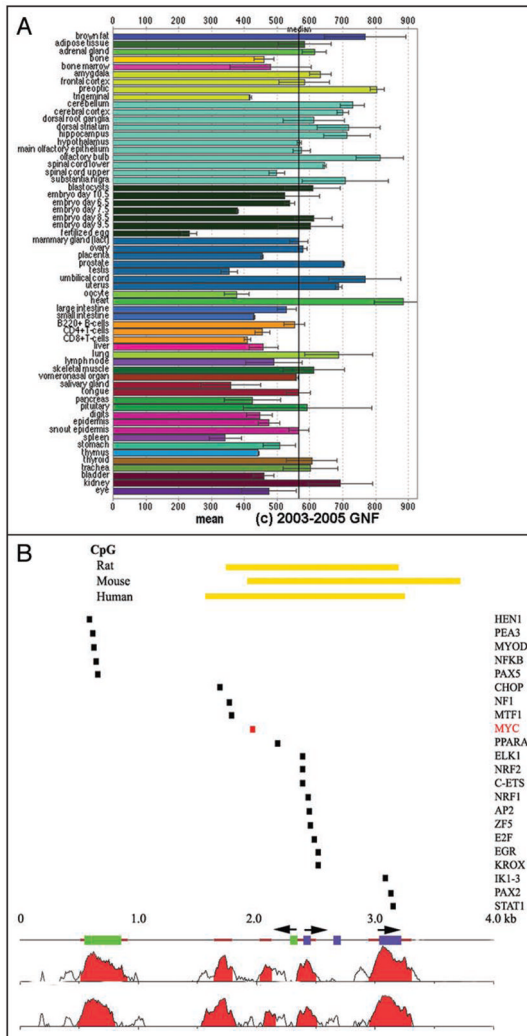 A
0 100 200 300 400 500 600 700 800 900
median
brown fat
adipose tissue
adrenal gland
bone
bone marrow
amygdala
frontal cortex
preoptic
trigeminal
cerebellum
cerebral cortex
dorsal root ganglia
dorsal striatum
hippocampus
hypothalamus
main olfactory epithelium
olfactory bulb
spinal cord lower
spinal cord upper
substantia nigra
blastocysts
embryo day 10.5
embryo day 6.5
embryo day 7.5
embryo day 8.5
embryo day 9.5
fertilized egg
mammary gland (lact)
ovary
placenta
prostate
testis
umbilical cord
uterus
oocyte
heart
large intestine
small intestine
B220+ B-cells
CD4+T-cells
CD8+T-cells
liver
lung
lymph node
skeletal muscle
vomeronasal organ
salivary gland
tongue
pancreas
pituitary
digits
epidermis
snout epidermis
spleen
stomach
thymus
thyroid
trachea
bladder
kidney
eye
0 100 200 300 400 500 600 700 800 900
mean (c) 2003-2005 GNF
B
CpG
Rat
Mouse
Human
HEN1
PEA3
MYOD
NFKB
PAX5
CHOP
NF1
MTF1
MYC
PPARA
ELK1
NRF2
C-ETS
NRF1
AP2
ZF5
E2F
EGR
KROX
IK1-3
PAX2
STAT1
0 1.0 2.0 3.0 4.0 kb